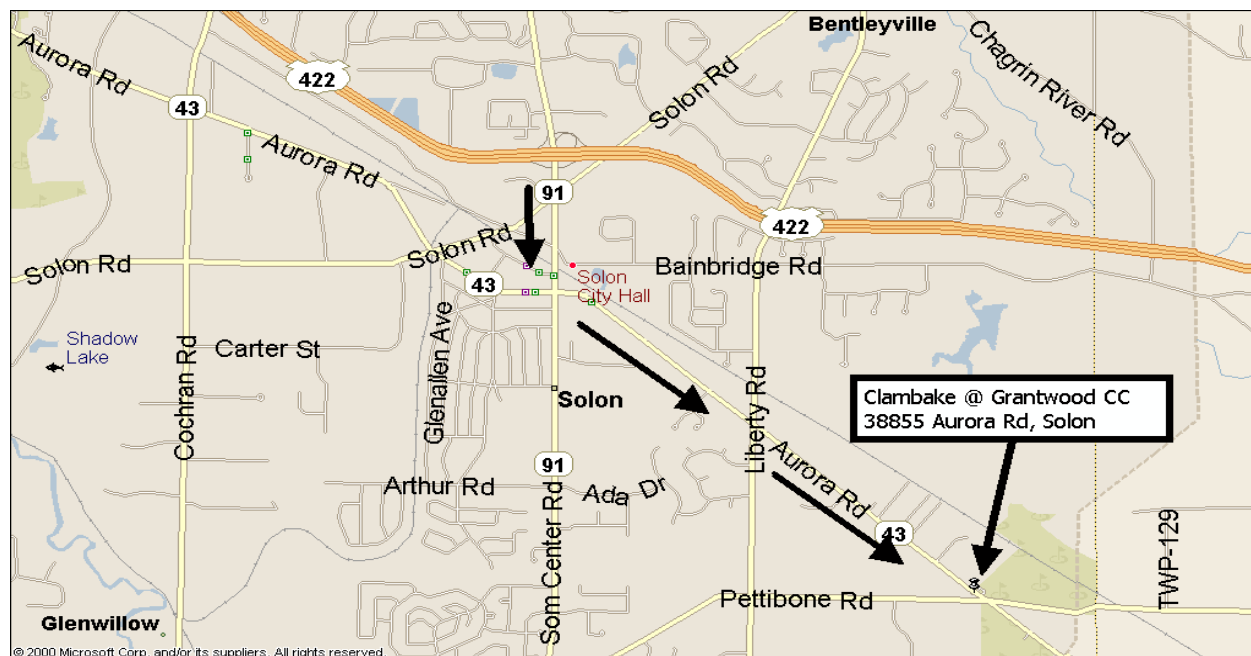 Bentleyville
Aurora Rd
422
Solon Rd
Chagrin River Rd
43
Aurora Rd
91
422
Solon Rd
Solon Rd
Bainbridge Rd
43
Solon
City Hall
Shadow
Lake
Carter St
Glenallen Ave
Cochran Rd
Solon
Liberty Rd
Clambake @ Grantwood CC
38855 Aurora Rd, Solon
91
Arthur Rd
Ada Dr
Aurora Rd
43
Som Center Rd
Pettibone Rd
TWP-129
Glenwillow
© 2000 Microsoft Corp. and/or its suppliers. All rights reserved.